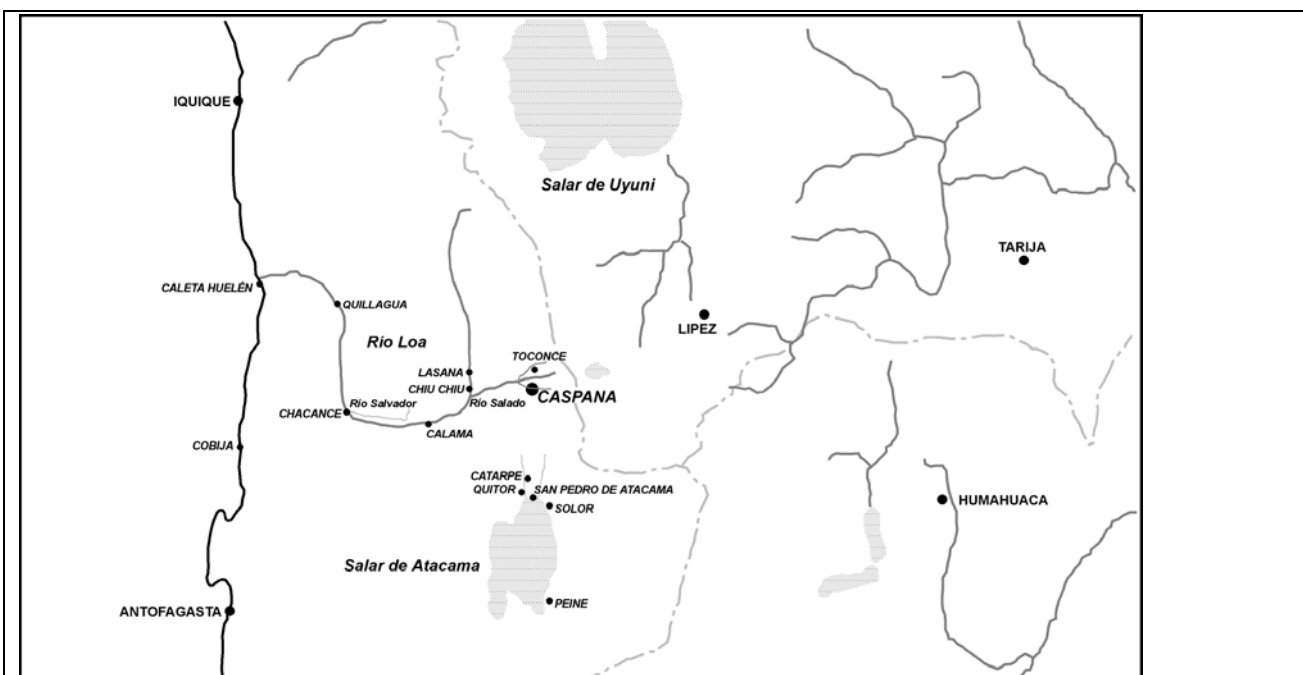 IQUIQUE
Salar de Uyuni
TARIJA
CALETA HUELÉN
QUILLAGUA
LIPEZ
Río Loa
TOCONCE
LASANA
CHIU CHIU
CASPANA
Río Salado
Río Salvador
CHACANCE
CALAMA
COBIJA
CATARPE
QUITOR
SAN PEDRO DE ATACAMA
HUMAHUACA
SOLOR
Salar de Atacama
PEINE
ANTOFAGASTA